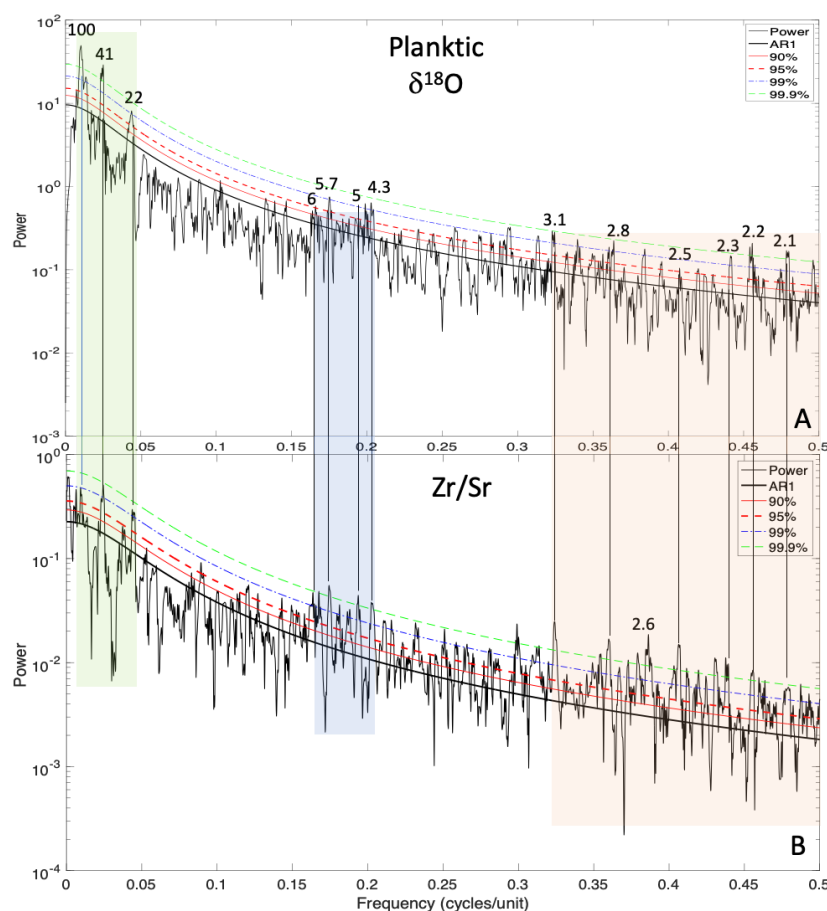 Planktic
δ¹⁸O
Power
AR1
90%
95%
99%
99.9%
100
41
22
6
5.7
5
4.3
3.1
2.8
2.5
2.3
2.2
2.1
10²
10¹
10⁰
10⁻¹
10⁻²
10⁻³
Power
A
0 0.05 0.1 0.15 0.2 0.25 0.3 0.35 0.4 0.45 0.5
Zr/Sr
Power
AR1
90%
95%
99%
99.9%
2.6
10⁰
10⁻¹
10⁻²
10⁻³
10⁻⁴
Power
B
0 0.05 0.1 0.15 0.2 0.25 0.3 0.35 0.4 0.45 0.5
Frequency (cycles/unit)